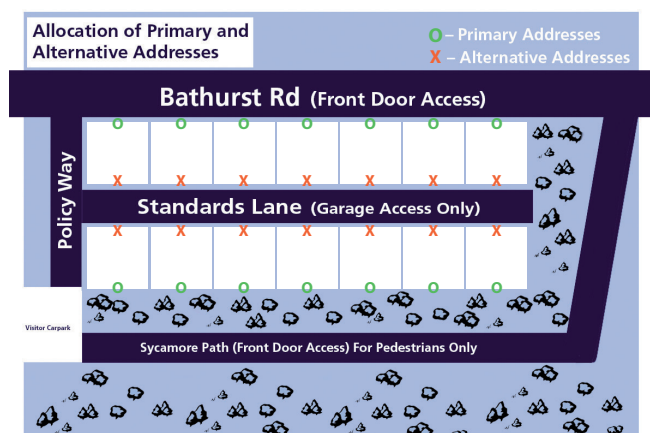 Allocation of Primary and
Alternative Addresses
O – Primary Addresses
X – Alternative Addresses
Bathurst Rd (Front Door Access)
O O O O O O O
Policy Way
X X X X X X X
Standards Lane (Garage Access Only)
X X X X X X X
O O O O O O O
Visitor Carpark
Sycamore Path (Front Door Access) For Pedestrians Only